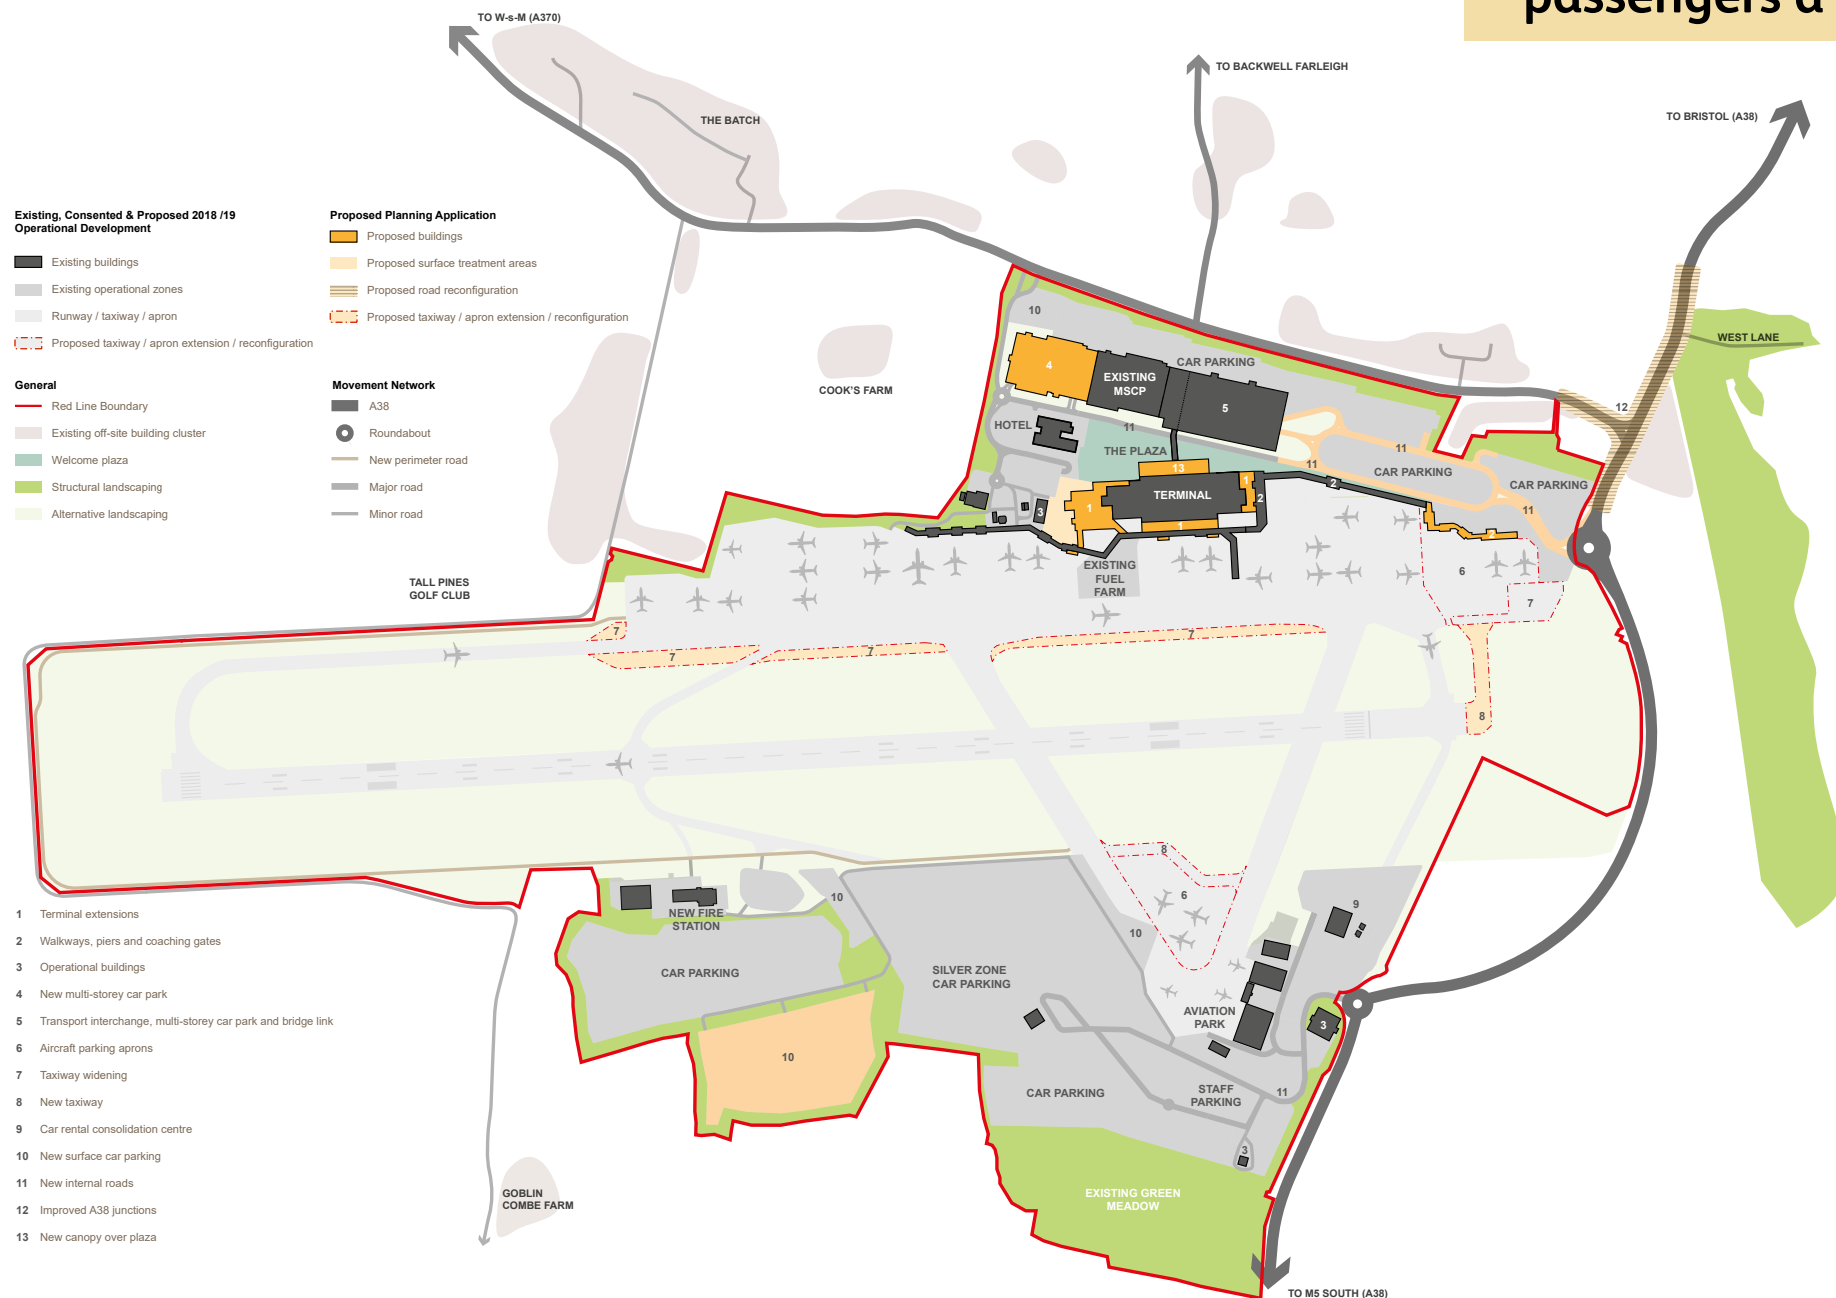 passengers a
TO W-s-M (A370)
TO BACKWELL FARLEIGH
TO BRISTOL (A38)
THE BATCH
Existing, Consented & Proposed 2018 /19
Operational Development
Existing buildings
Existing operational zones
Runway / taxiway / apron
Proposed taxiway / apron extension / reconfiguration
Proposed Planning Application
Proposed buildings
Proposed surface treatment areas
Proposed road reconfiguration
Proposed taxiway / apron extension / reconfiguration
General
Red Line Boundary
Existing off-site building cluster
Welcome plaza
Structural landscaping
Alternative landscaping
Movement Network
A38
Roundabout
New perimeter road
Major road
Minor road
COOK'S FARM
WEST LANE
10
4
EXISTING
MSCP
CAR PARKING
5
12
HOTEL
11
THE PLAZA
11
11
CAR PARKING
CAR PARKING
13
TERMINAL
1
2
2
3
1
1
11
2
EXISTING
FUEL
FARM
6
7
TALL PINES
GOLF CLUB
7
7
7
7
8
8
6
10
9
10
NEW FIRE
STATION
CAR PARKING
SILVER ZONE
CAR PARKING
AVIATION
PARK
3
10
CAR PARKING
STAFF
PARKING
11
3
EXISTING GREEN
MEADOW
GOBLIN
COMBE FARM
TO M5 SOUTH (A38)
1 Terminal extensions
2 Walkways, piers and coaching gates
3 Operational buildings
4 New multi-storey car park
5 Transport interchange, multi-storey car park and bridge link
6 Aircraft parking aprons
7 Taxiway widening
8 New taxiway
9 Car rental consolidation centre
10 New surface car parking
11 New internal roads
12 Improved A38 junctions
13 New canopy over plaza